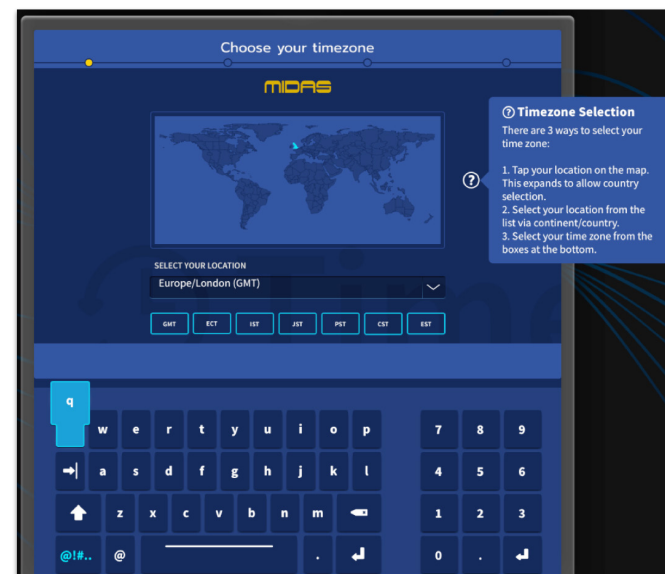 Choose your timezone
MIDAS
? Timezone Selection
There are 3 ways to select your
time zone:
1. Tap your location on the map.
This expands to allow country
selection.
2. Select your location from the
list via continent/country.
3. Select your time zone from the
boxes at the bottom.
?
SELECT YOUR LOCATION
Europe/London (GMT)
GMT ECT IST JST PST CST EST
Time
q
w e r t y u i o p 7 8 9
a s d f g h j k l 4 5 6
z x c v b n m 1 2 3
@!#.. @ . 0 .